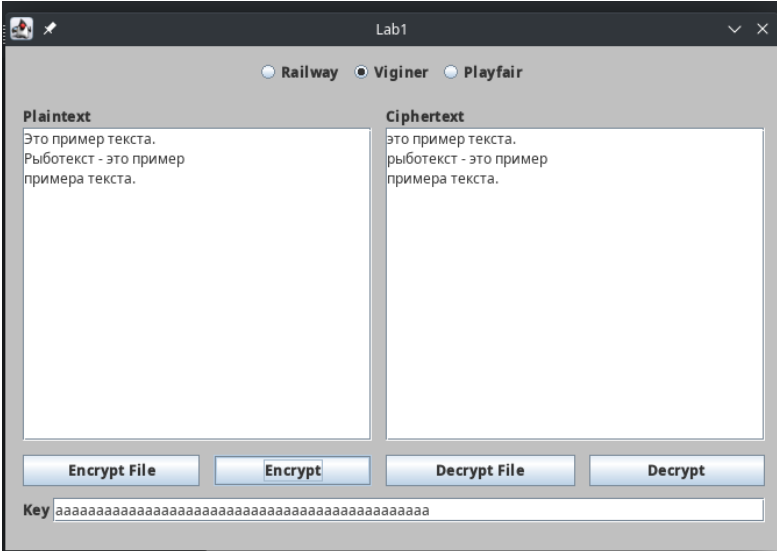 Lab1
Railway Viginer Playfair
Plaintext
Это пример текста.
Рыботекст - это пример
примера текста.
Ciphertext
это пример текста.
рыботекст - это пример
примера текста.
Encrypt File Encrypt Decrypt File Decrypt
Key аааааааааааааааааааааааааааааааааааааааааааааа